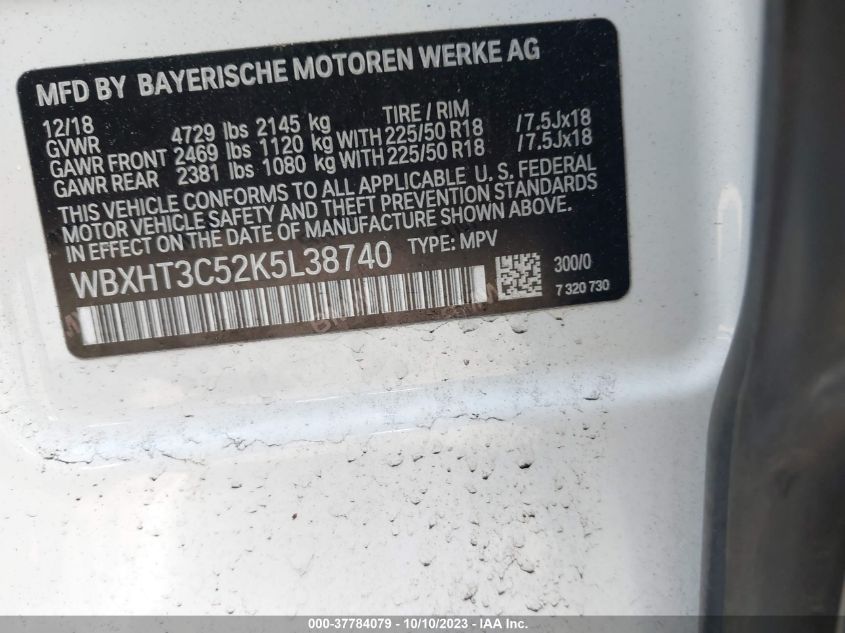 MFD BY BAYERISCHE MOTOREN WERKE AG
12/18 TIRE / RIM
GVWR 4729 lbs 2145 kg
GAWR FRONT 2469 lbs 1120 kg WITH 225/50 R18 /7.5Jx18
GAWR REAR 2381 lbs 1080 kg WITH 225/50 R18 /7.5Jx18
THIS VEHICLE CONFORMS TO ALL APPLICABLE U. S. FEDERAL
MOTOR VEHICLE SAFETY AND THEFT PREVENTION STANDARDS
IN EFFECT ON THE DATE OF MANUFACTURE SHOWN ABOVE.
WBXHT3C52K5L38740 TYPE: MPV
300/0
7 320 730
000-37784079 - 10/10/2023 - IAA Inc.